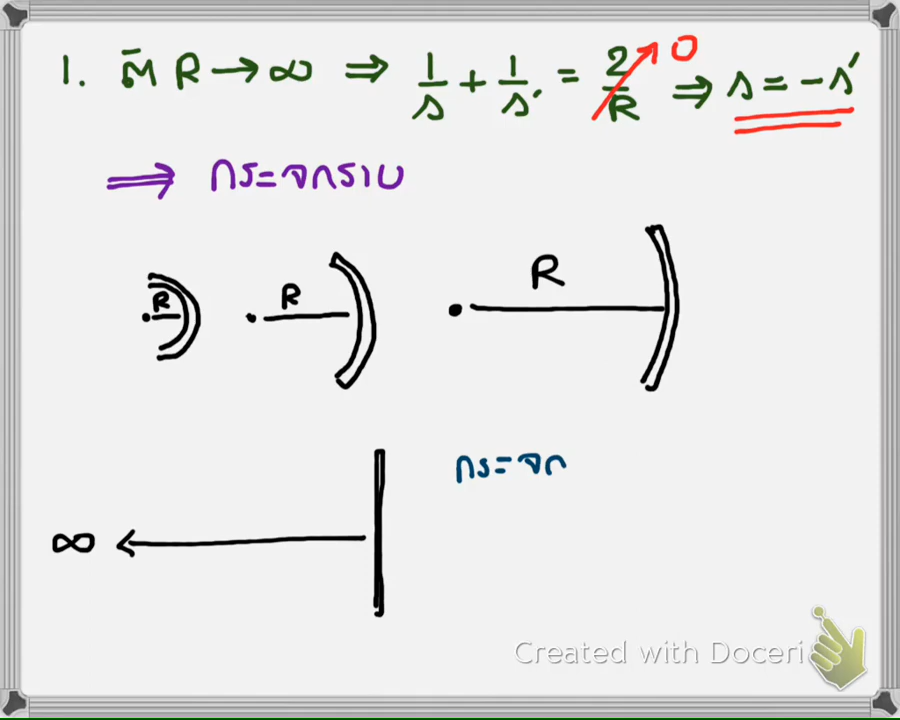 1. ถ้า R → ∞ ⇒ 1/s + 1/s' = 2/R 0 ⇒ s = -s'
⇒ กระจกราบ
R R R
กระจก
∞
Created with Doceri